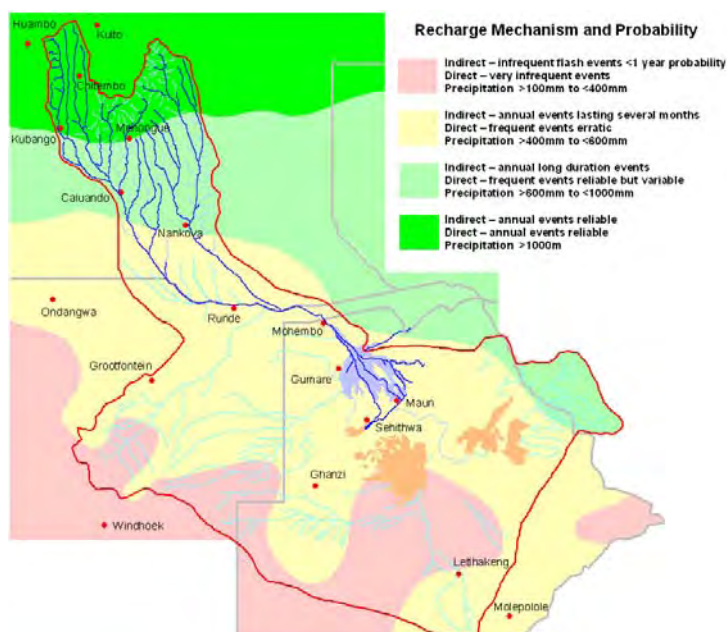 Recharge Mechanism and Probability
Indirect – infrequent flash events <1 year probability
Direct – very infrequent events
Precipitation >100mm to <400mm
Indirect – annual events lasting several months
Direct – frequent events erratic
Precipitation >400mm to <600mm
Indirect – annual long duration events
Direct – frequent events reliable but variable
Precipitation >600mm to <1000mm
Indirect – annual events reliable
Direct – annual events reliable
Precipitation >1000m
Huambo
Kuito
Chitembo
Kubango
Menongue
Caiuando
Nankova
Ondangwa
Runde
Mohembo
Grootfontein
Gumare
Maun
Sehithwa
Ghanzi
Windhoek
Letlhakeng
Molepolole